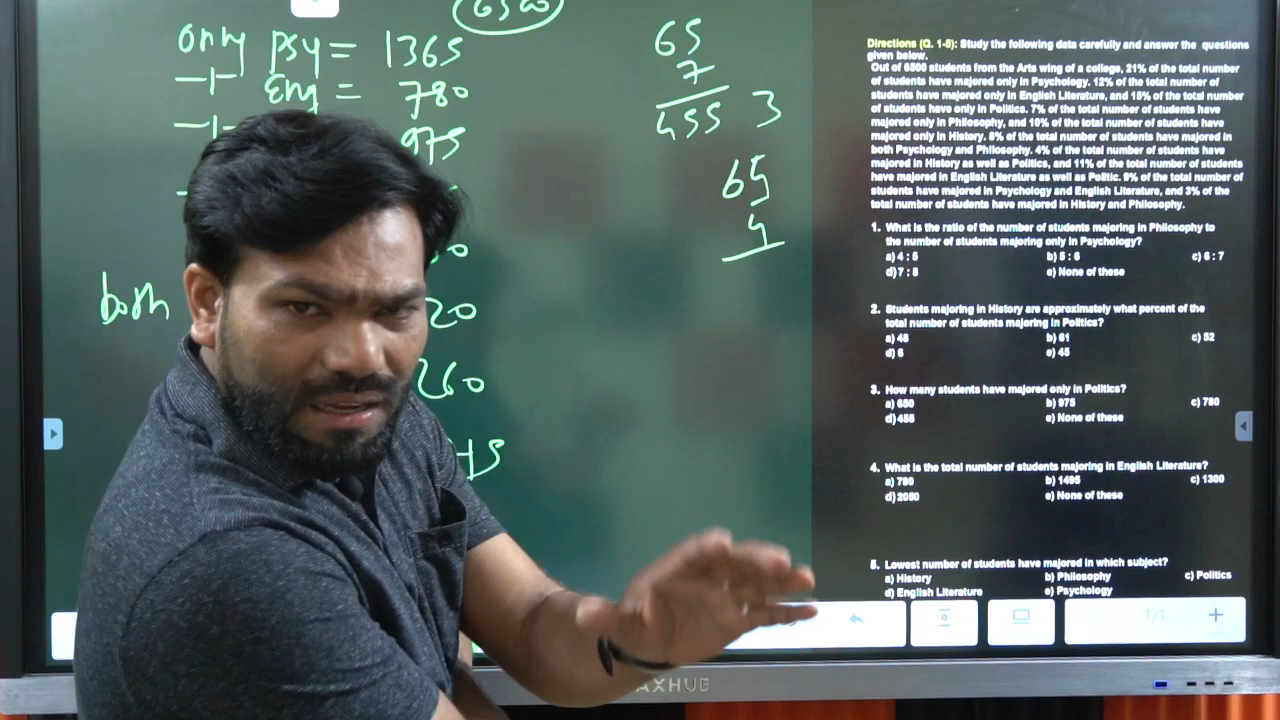 6500
only psy = 1365
-1- Eng = 780
-1- 975
both
20
260
65
7
455 3
65
4
Directions (Q. 1-5): Study the following data carefully and answer the questions
given below.
Out of 6500 students from the Arts wing of a college, 21% of the total number
of students have majored only in Psychology. 12% of the total number of
students have majored only in English Literature, and 15% of the total number
of students have only in Politics. 7% of the total number of students have
majored only in Philosophy, and 10% of the total number of students have
majored only in History. 8% of the total number of students have majored in
both Psychology and Philosophy. 4% of the total number of students have
majored in History as well as Politics, and 11% of the total number of students
have majored in English Literature as well as Politic. 9% of the total number of
students have majored in Psychology and English Literature, and 3% of the
total number of students have majored in History and Philosophy.
1. What is the ratio of the number of students majoring in Philosophy to
the number of students majoring only in Psychology?
a) 4 : 5 b) 5 : 6 c) 6 : 7
d) 7 : 8 e) None of these
2. Students majoring in History are approximately what percent of the
total number of students majoring in Politics?
a) 48 b) 61 c) 52
d) 6 e) 45
3. How many students have majored only in Politics?
a) 650 b) 975 c) 780
d) 455 e) None of these
4. What is the total number of students majoring in English Literature?
a) 780 b) 1495 c) 1300
d) 2080 e) None of these
5. Lowest number of students have majored in which subject?
a) History b) Philosophy c) Politics
d) English Literature e) Psychology
1/1
AXHUB